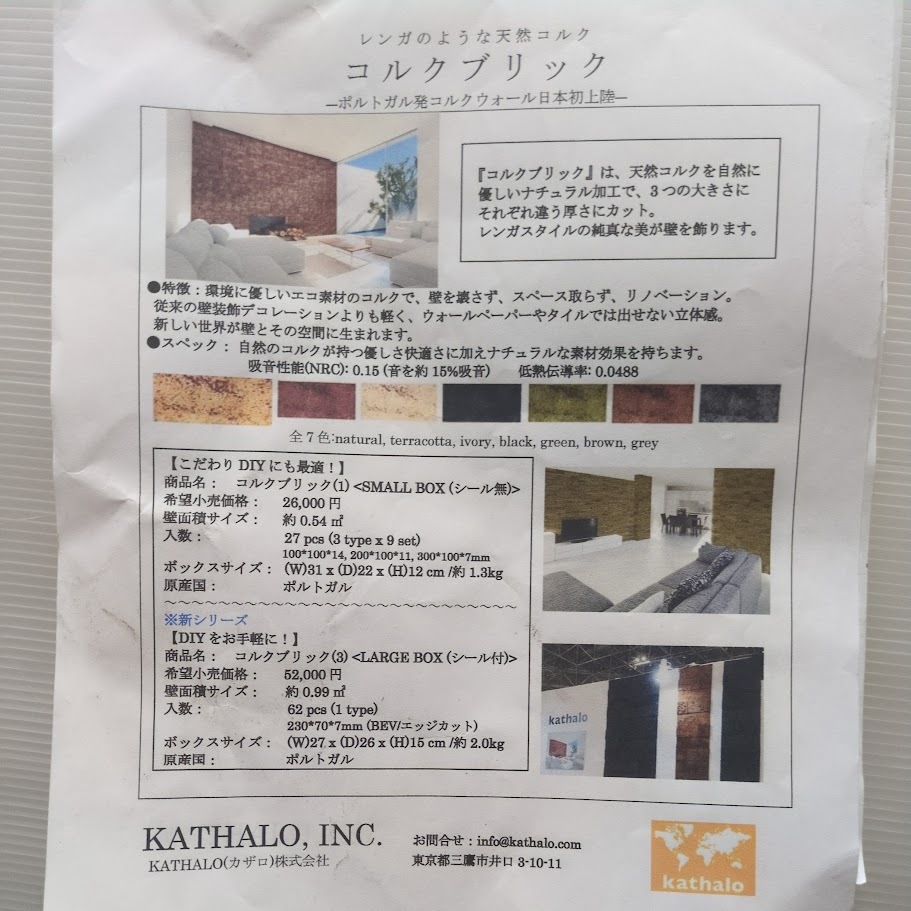 レンガのような天然コルク
コルクブリック
―ポルトガル発コルクウォール日本初上陸―
『コルクブリック』は、天然コルクを自然に
優しいナチュラル加工で、3つの大きさに
それぞれ違う厚さにカット。
レンガスタイルの純真な美が壁を飾ります。
●特徴：環境に優しいエコ素材のコルクで、壁を壊さず、スペース取らず、リノベーション。
従来の壁装飾デコレーションよりも軽く、ウォールペーパーやタイルでは出せない立体感。
新しい世界が壁とその空間に生まれます。
●スペック： 自然のコルクが持つ優しさ快適さに加えナチュラルな素材効果を持ちます。
吸音性能(NRC): 0.15 (音を約 15%吸音) 低熱伝導率: 0.0488
全7色:natural, terracotta, ivory, black, green, brown, grey
【こだわり DIY にも最適！】
商品名： コルクブリック(1) <SMALL BOX (シール無)>
希望小売価格： 26,000 円
壁面積サイズ： 約 0.54 ㎡
入数： 27 pcs (3 type x 9 set)
100*100*14, 200*100*11, 300*100*7mm
ボックスサイズ： (W)31 x (D)22 x (H)12 cm /約 1.3kg
原産国： ポルトガル
～～～～～～～～～～～～～～～～～～～～～～～～～～
※新シリーズ
【DIY をお手軽に！】
商品名： コルクブリック(3) <LARGE BOX (シール付)>
希望小売価格： 52,000 円
壁面積サイズ： 約 0.99 ㎡
入数： 62 pcs (1 type)
230*70*7mm (BEV/エッジカット)
ボックスサイズ： (W)27 x (D)26 x (H)15 cm /約 2.0kg
原産国： ポルトガル
kathalo
KATHALO, INC.
KATHALO(カザロ)株式会社
お問合せ：info@kathalo.com
東京都三鷹市井口 3-10-11
kathalo